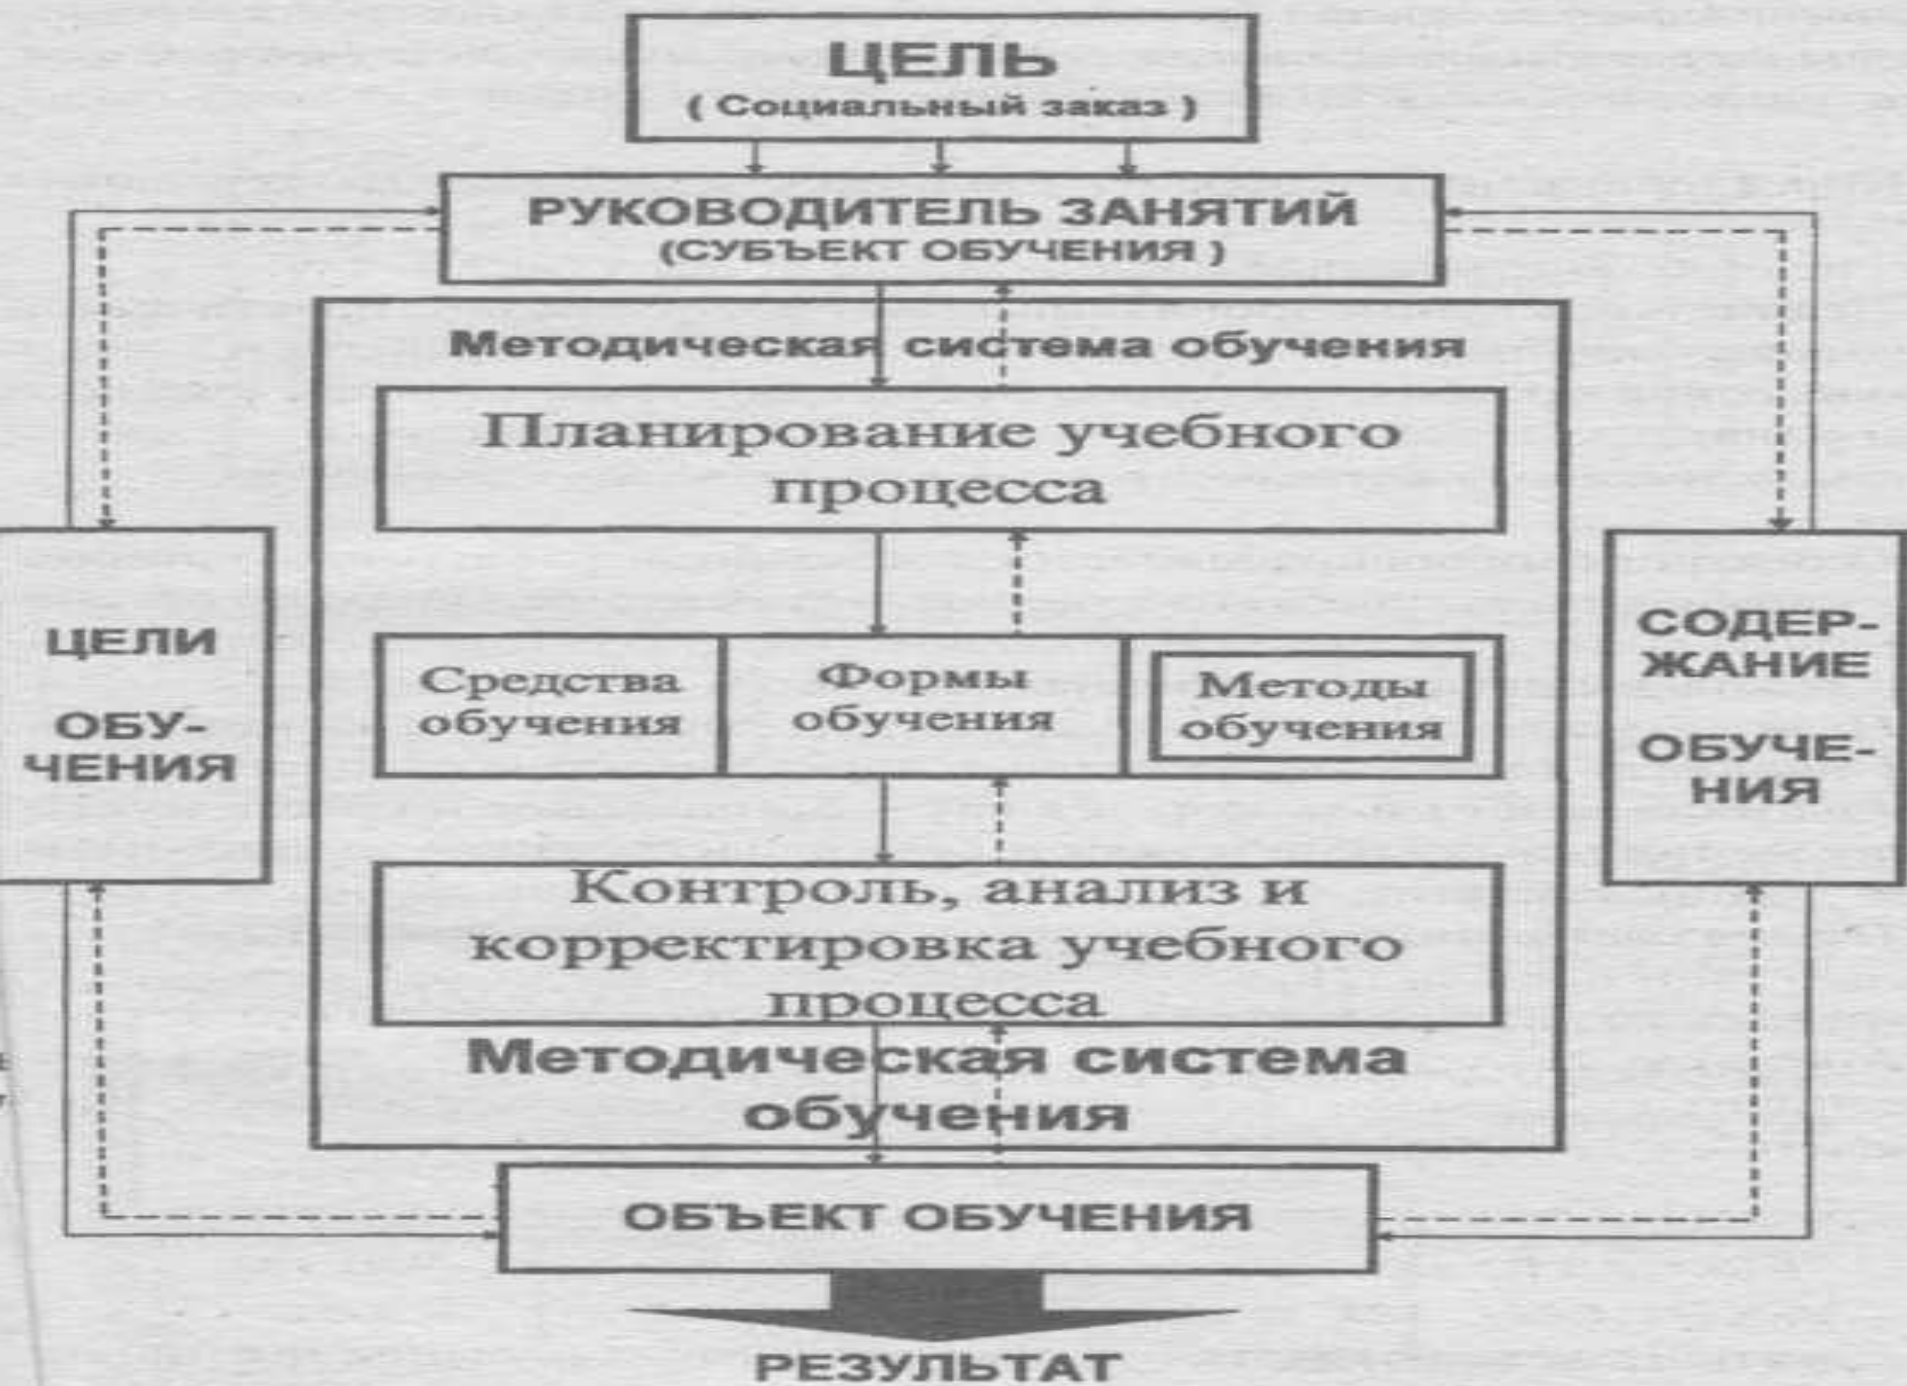 ЦЕЛЬ
( Социальный заказ )
РУКОВОДИТЕЛЬ ЗАНЯТИЙ
(СУБЪЕКТ ОБУЧЕНИЯ )
Методическая система обучения
Планирование учебного
процесса
ЦЕЛИ
ОБУ-
ЧЕНИЯ
Средства
обучения
Формы
обучения
Методы
обучения
СОДЕР-
ЖАНИЕ
ОБУЧЕ-
НИЯ
Контроль, анализ и
корректировка учебного
процесса
Методическая система
обучения
ОБЪЕКТ ОБУЧЕНИЯ
РЕЗУЛЬТАТ